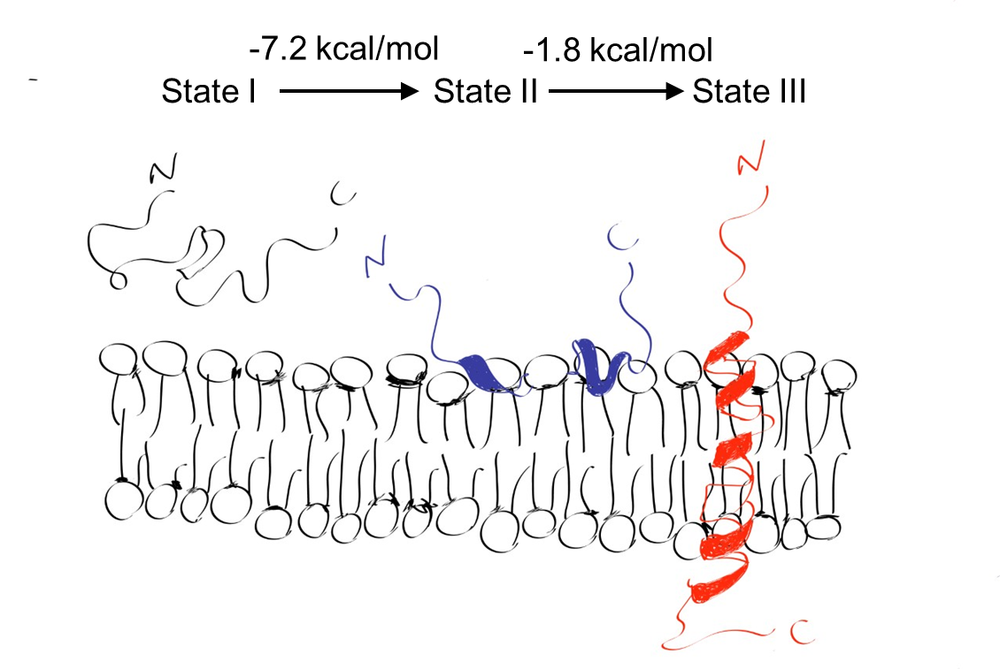 -7.2 kcal/mol -1.8 kcal/mol
State I State II State III
N
N
C
C
N
C